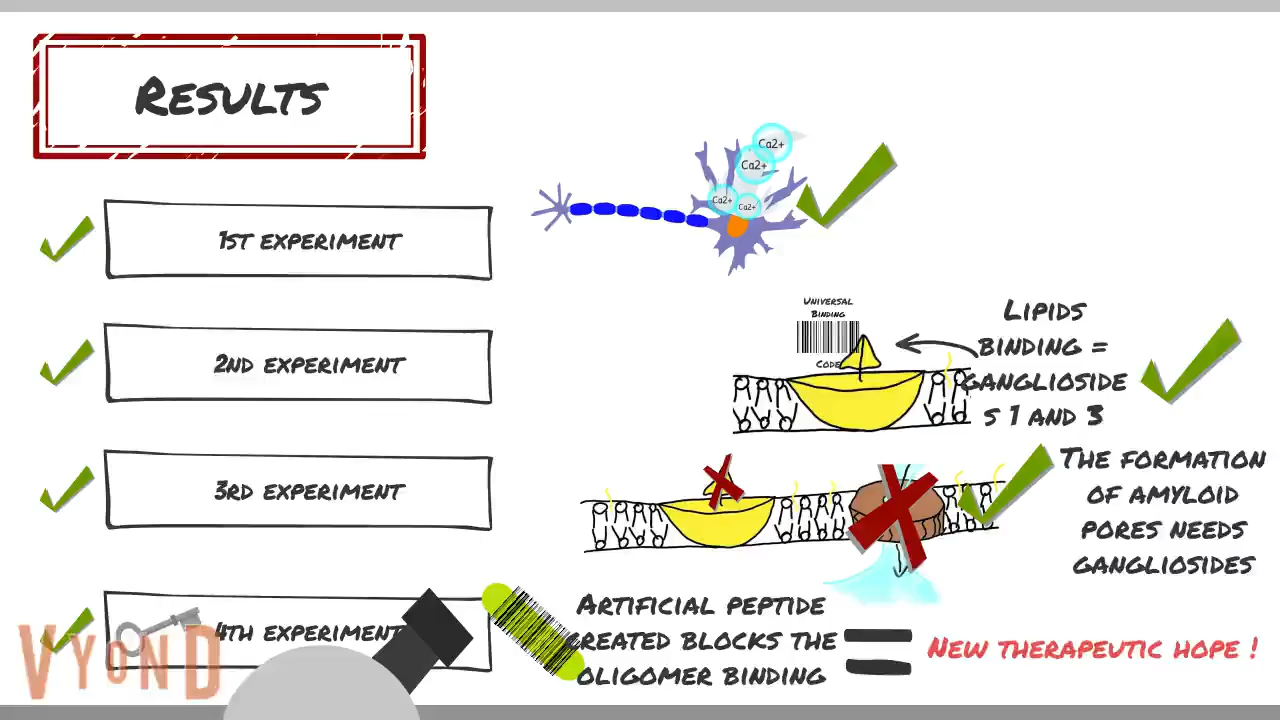 Results
Ca2+
Ca2+
Ca2+
Ca2+
1st experiment
Universal
Binding
Code
Lipids
binding =
ganglioside
s 1 and 3
2nd experiment
3rd experiment
The formation
of amyloid
pores needs
gangliosides
4th experiment
Artificial peptide
created blocks the
oligomer binding
=
New therapeutic hope !
VYOND